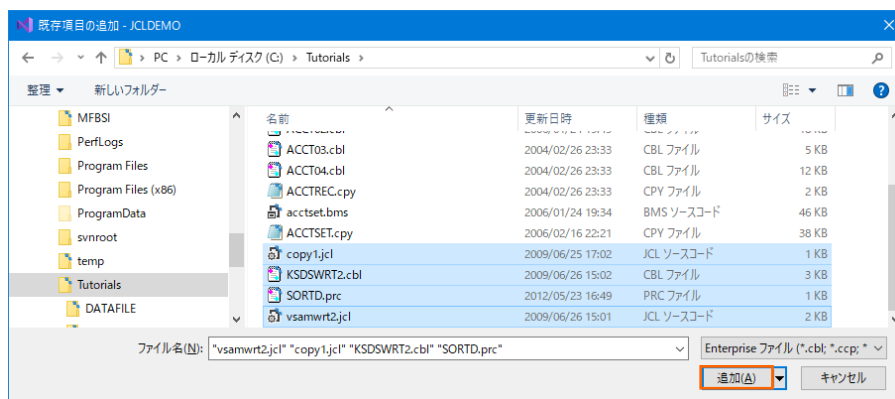 既存項目の追加 - JCLDEMO
PC › ローカル ディスク (C:) › Tutorials ›
Tutorialsの検索
整理 新しいフォルダー
MFBSI
PerfLogs
Program Files
Program Files (x86)
ProgramData
svnroot
temp
Tutorials
DATAFILE
名前 更新日時 種類 サイズ
ACCT03.cbl 2004/02/26 23:33 CBL ファイル 5 KB
ACCT04.cbl 2004/02/26 23:33 CBL ファイル 12 KB
ACCTREC.cpy 2004/02/26 23:33 CPY ファイル 2 KB
acctset.bms 2006/01/24 19:34 BMS ソースコード 46 KB
ACCTSET.cpy 2006/02/16 22:21 CPY ファイル 38 KB
copy1.jcl 2009/06/25 17:02 JCL ソースコード 1 KB
KSDSWRT2.cbl 2009/06/26 15:02 CBL ファイル 3 KB
SORTD.prc 2012/05/23 16:49 PRC ファイル 1 KB
vsamwrt2.jcl 2009/06/26 15:01 JCL ソースコード 2 KB
ファイル名(N): "vsamwrt2.jcl" "copy1.jcl" "KSDSWRT2.cbl" "SORTD.prc"
Enterprise ファイル (*.cbl; *.ccp; *
追加(A) キャンセル